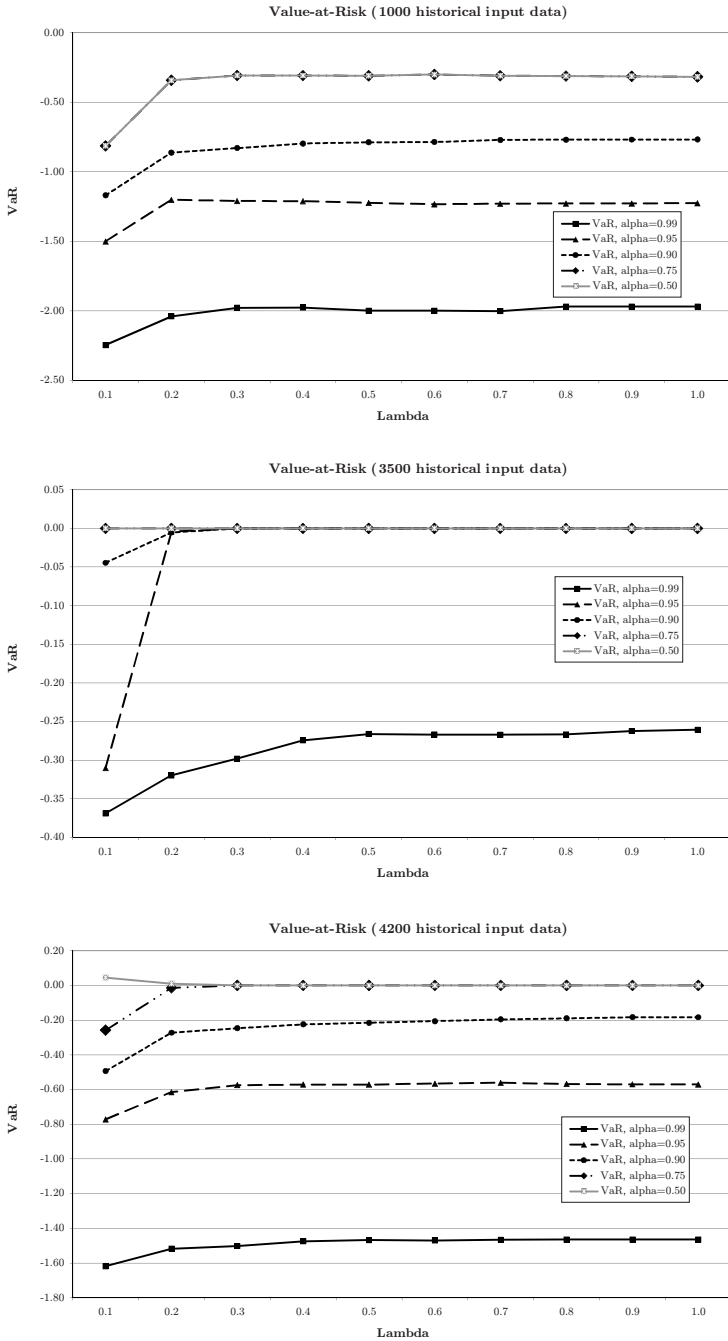 Value-at-Risk (1000 historical input data)
0.00
-0.50
-1.00
-1.50
-2.00
-2.50
VaR
VaR, alpha=0.99
VaR, alpha=0.95
VaR, alpha=0.90
VaR, alpha=0.75
VaR, alpha=0.50
0.1 0.2 0.3 0.4 0.5 0.6 0.7 0.8 0.9 1.0
Lambda
Value-at-Risk (3500 historical input data)
0.05
0.00
-0.05
-0.10
-0.15
-0.20
-0.25
-0.30
-0.35
-0.40
VaR
VaR, alpha=0.99
VaR, alpha=0.95
VaR, alpha=0.90
VaR, alpha=0.75
VaR, alpha=0.50
0.1 0.2 0.3 0.4 0.5 0.6 0.7 0.8 0.9 1.0
Lambda
Value-at-Risk (4200 historical input data)
0.20
0.00
-0.20
-0.40
-0.60
-0.80
-1.00
-1.20
-1.40
-1.60
-1.80
VaR
VaR, alpha=0.99
VaR, alpha=0.95
VaR, alpha=0.90
VaR, alpha=0.75
VaR, alpha=0.50
0.1 0.2 0.3 0.4 0.5 0.6 0.7 0.8 0.9 1.0
Lambda